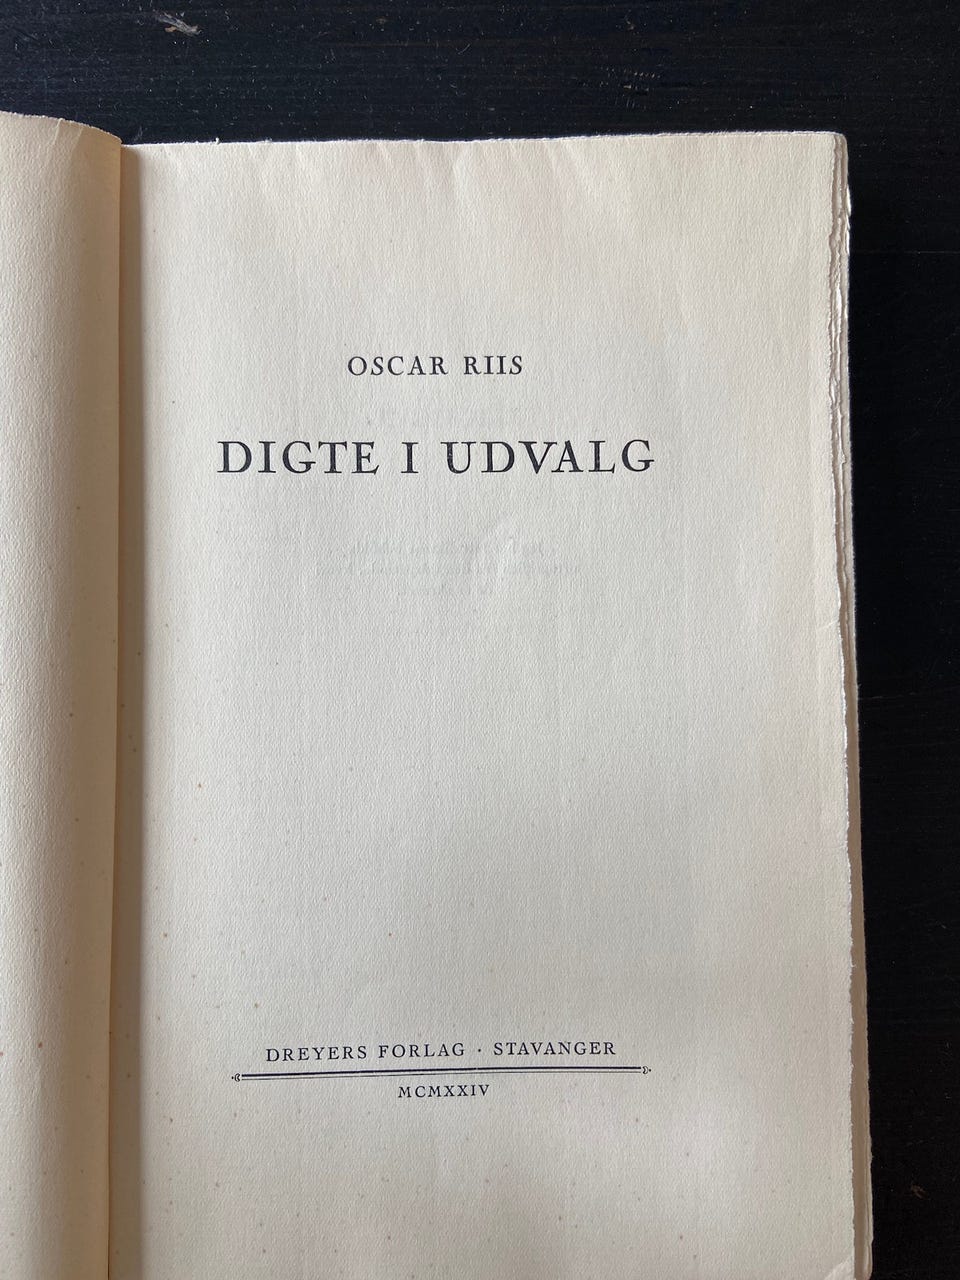 OSCAR RIIS
DIGTE I UDVALG
DREYERS FORLAG · STAVANGER
MCMXXIV